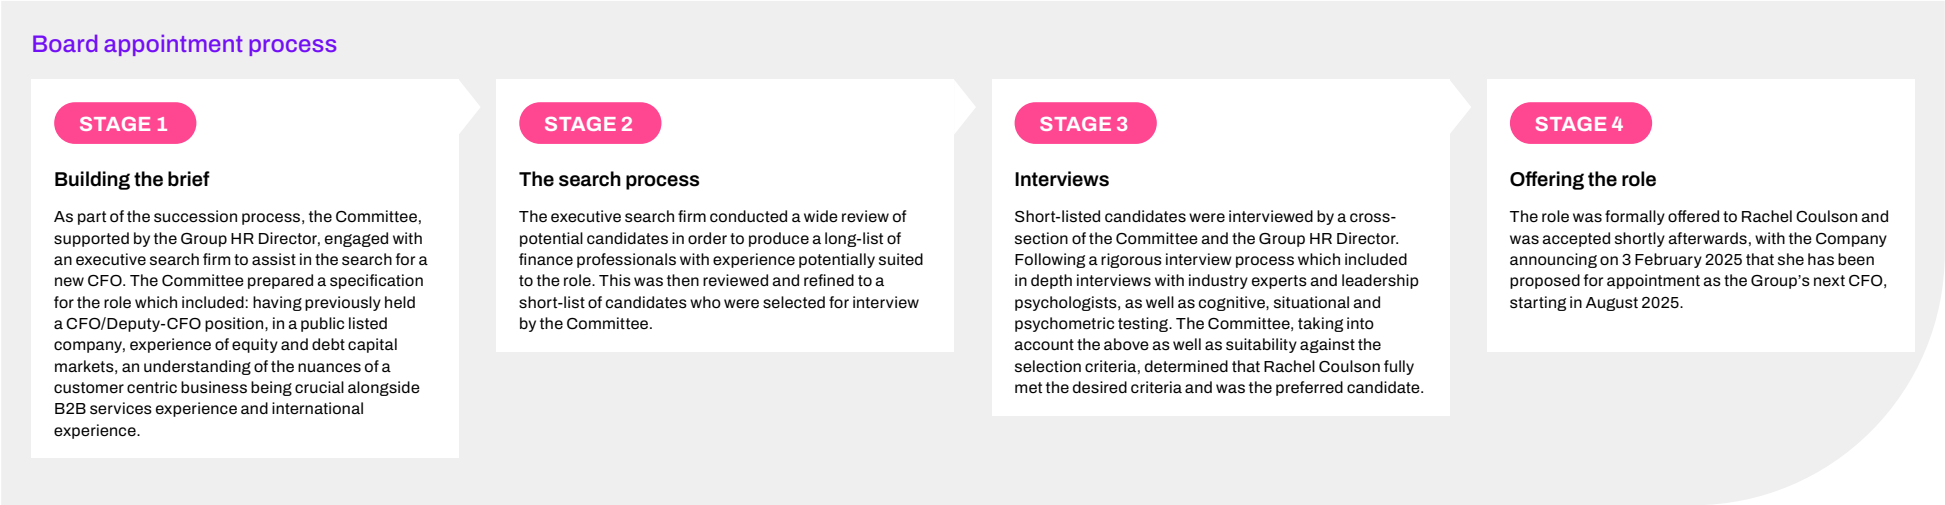 Board appointment process
STAGE 1
Building the brief
As part of the succession process, the Committee,
supported by the Group HR Director, engaged with
an executive search firm to assist in the search for a
new CFO. The Committee prepared a specification
for the role which included: having previously held
a CFO/Deputy-CFO position, in a public listed
company, experience of equity and debt capital
markets, an understanding of the nuances of a
customer centric business being crucial alongside
B2B services experience and international
experience.
STAGE 2
The search process
The executive search firm conducted a wide review of
potential candidates in order to produce a long-list of
finance professionals with experience potentially suited
to the role. This was then reviewed and refined to a
short-list of candidates who were selected for interview
by the Committee.
STAGE 3
Interviews
Short-listed candidates were interviewed by a cross-
section of the Committee and the Group HR Director.
Following a rigorous interview process which included
in depth interviews with industry experts and leadership
psychologists, as well as cognitive, situational and
psychometric testing. The Committee, taking into
account the above as well as suitability against the
selection criteria, determined that Rachel Coulson fully
met the desired criteria and was the preferred candidate.
STAGE 4
Offering the role
The role was formally offered to Rachel Coulson and
was accepted shortly afterwards, with the Company
announcing on 3 February 2025 that she has been
proposed for appointment as the Group’s next CFO,
starting in August 2025.